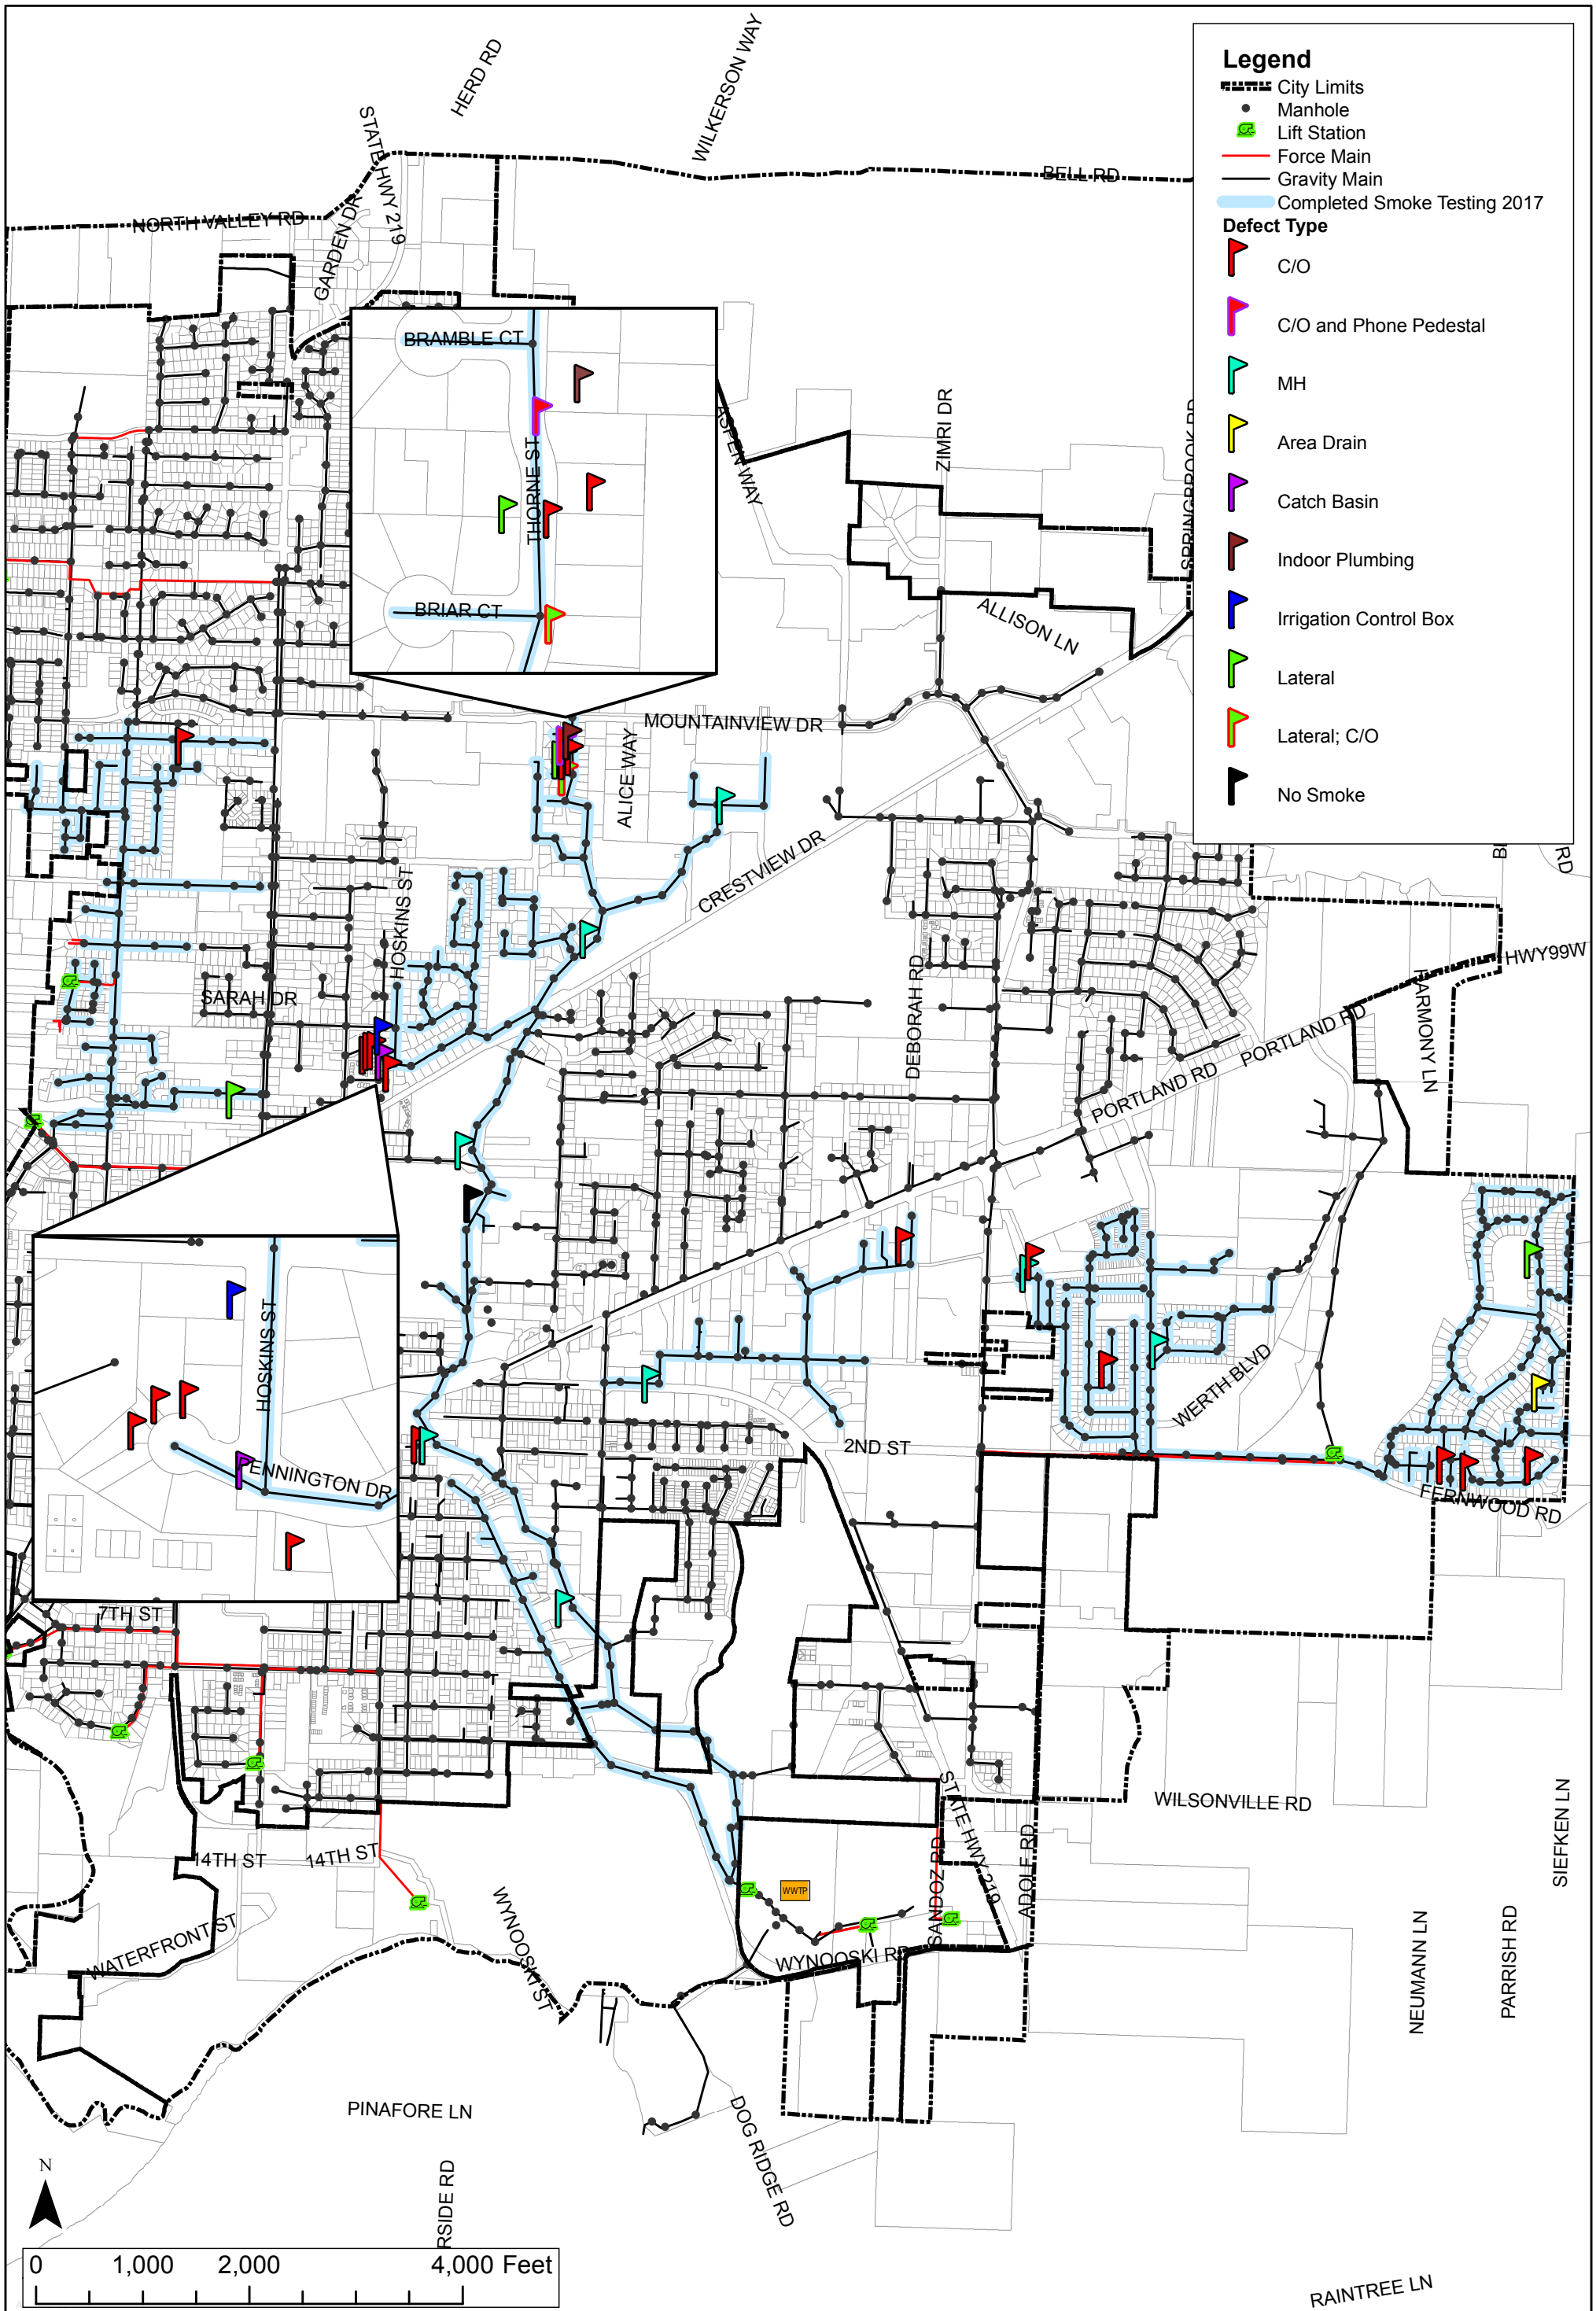 HERD RD
WILKERSON WAY
STATE HWY 219
BELL RD
NORTH VALLEY RD
GARDEN DR
Legend
City Limits
Manhole
Lift Station
Force Main
Gravity Main
Completed Smoke Testing 2017
Defect Type
C/O
C/O and Phone Pedestal
MH
Area Drain
Catch Basin
Indoor Plumbing
Irrigation Control Box
Lateral
Lateral; C/O
No Smoke
BRAMBLE CT
THORNE ST
BRIAR CT
ASPEN WAY
ZIMRI DR
SPRINGBROOK RD
ALLISON LN
MOUNTAINVIEW DR
ALICE WAY
CRESTVIEW DR
RD
HOSKINS ST
SARAH DR
DEBORAH RD
HWY99W
HARMONY LN
PORTLAND RD
PORTLAND RD
HOSKINS ST
PENNINGTON DR
WERTH BLVD
2ND ST
FERNWOOD RD
7TH ST
WILSONVILLE RD
STATE HWY 219
SANDOZ RD
ADOLF RD
SIEFKEN LN
14TH ST
14TH ST
WWTP
WATERFRONT ST
WYNOOSKI ST
WYNOOSKI RD
NEUMANN LN
PARRISH RD
PINAFORE LN
DOG RIDGE RD
RSIDE RD
N
0 1,000 2,000 4,000 Feet
RAINTREE LN